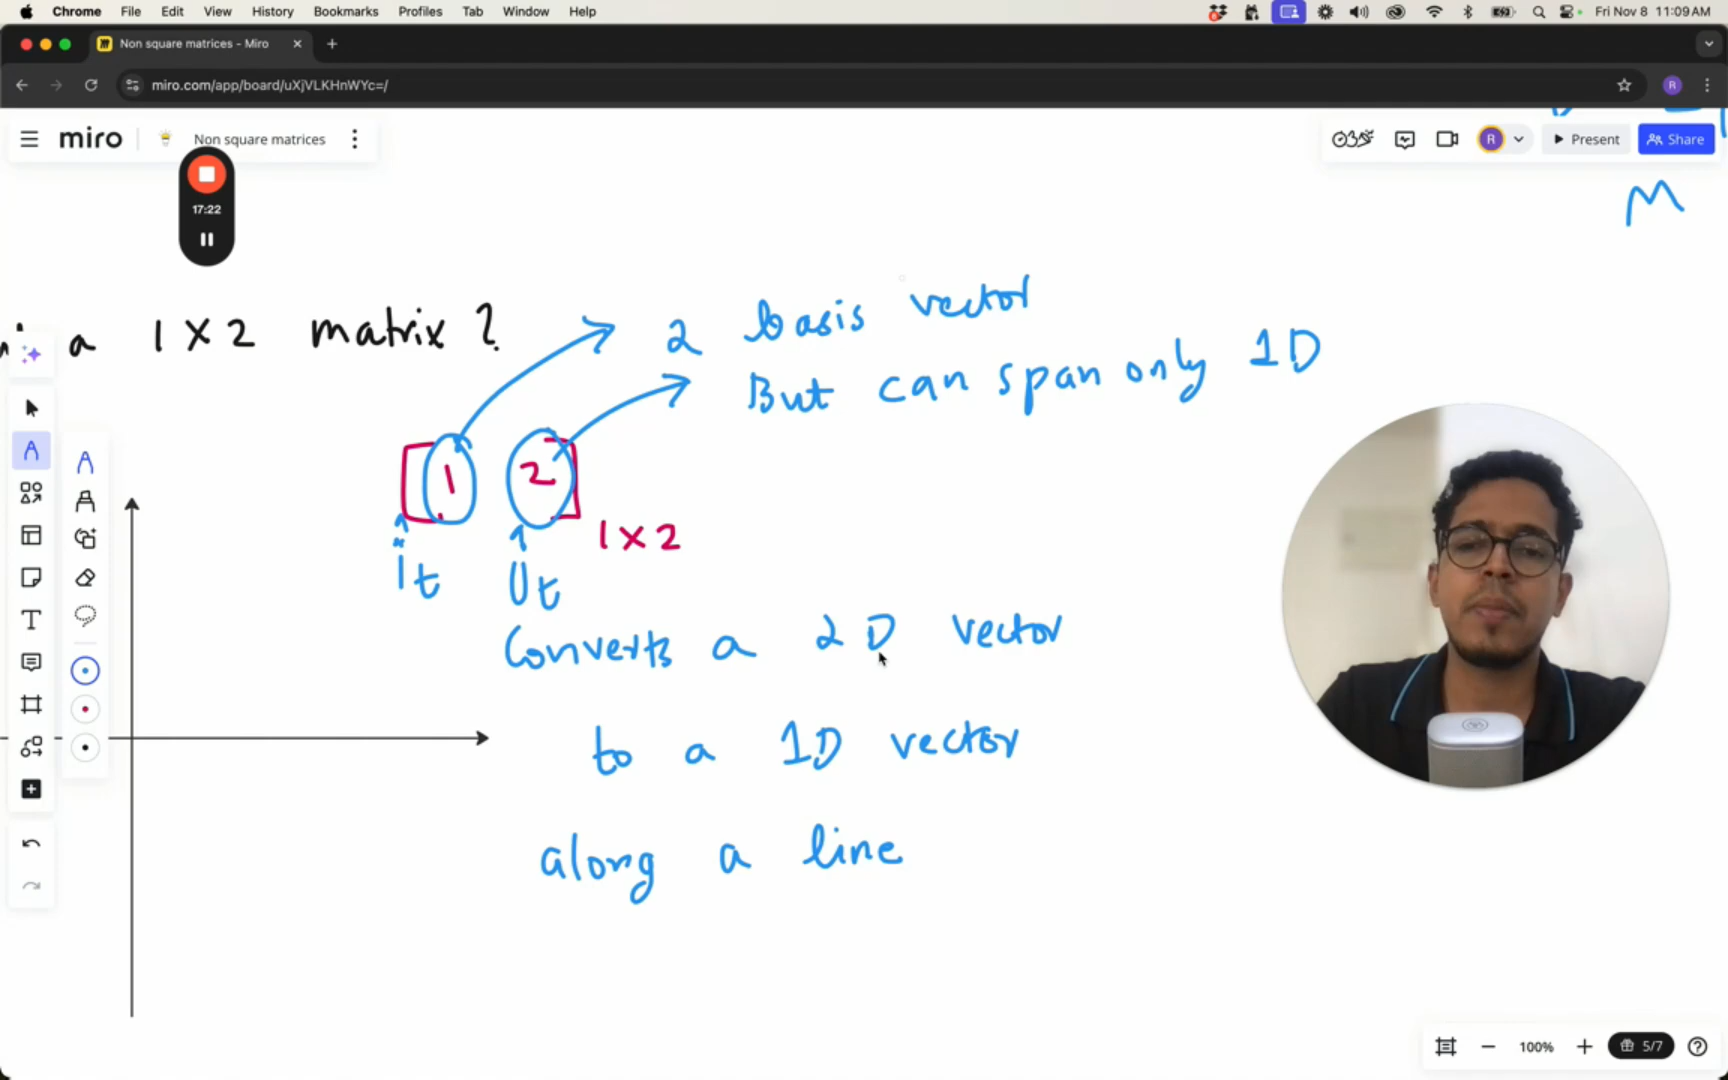 Chrome File Edit View History Bookmarks Profiles Tab Window Help Fri Nov 8 11:09 AM
Non square matrices - Miro
miro.com/app/board/uXjVLKHnWYc=/ R
miro Non square matrices R Present Share
17:22
M
a 1 X 2 matrix ?
2 basis vector
But can span only 1D
1 2
1 X 2
Converts a 2D vector
to a 1D vector
along a line
100% 5/7